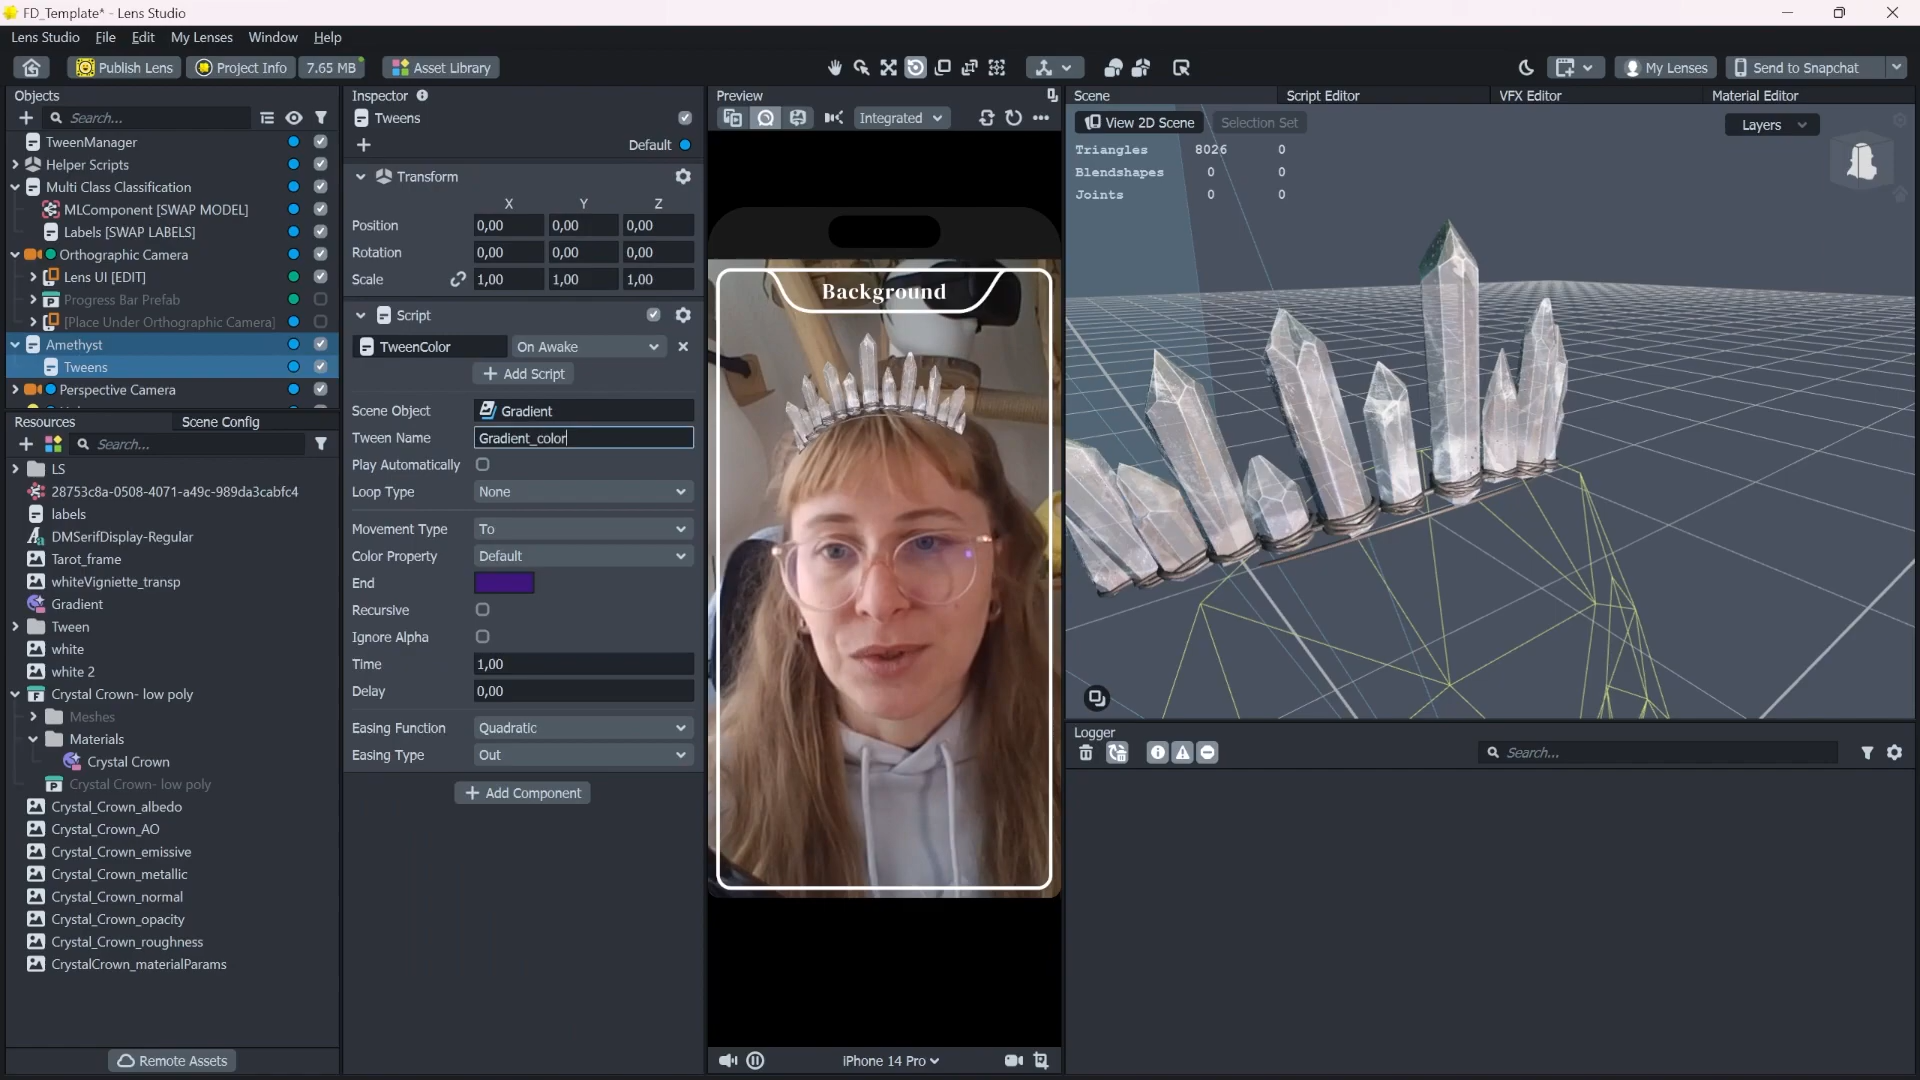 FD_Template* - Lens Studio
Lens Studio File Edit My Lenses Window Help
Publish Lens Project Info 7.65 MB Asset Library My Lenses Send to Snapchat
Objects
Search...
TweenManager
Helper Scripts
Multi Class Classification
MLComponent [SWAP MODEL]
Labels [SWAP LABELS]
Orthographic Camera
Lens UI [EDIT]
Progress Bar Prefab
[Place Under Orthographic Camera]
Amethyst
Tweens
Perspective Camera
Resources Scene Config
Search...
LS
28753c8a-0508-4071-a49c-989da3cabfc4
labels
DMSerifDisplay-Regular
Tarot_frame
whiteVigniette_transp
Gradient
Tween
white
white 2
Crystal Crown- low poly
Meshes
Materials
Crystal Crown
Crystal Crown- low poly
Crystal_Crown_albedo
Crystal_Crown_AO
Crystal_Crown_emissive
Crystal_Crown_metallic
Crystal_Crown_normal
Crystal_Crown_opacity
Crystal_Crown_roughness
CrystalCrown_materialParams
Remote Assets
Inspector
Tweens
Default
Transform
X Y Z
Position 0,00 0,00 0,00
Rotation 0,00 0,00 0,00
Scale 1,00 1,00 1,00
Script
TweenColor On Awake
Add Script
Scene Object Gradient
Tween Name Gradient_color
Play Automatically
Loop Type None
Movement Type To
Color Property Default
End
Recursive
Ignore Alpha
Time 1,00
Delay 0,00
Easing Function Quadratic
Easing Type Out
Add Component
Preview
Integrated
Background
iPhone 14 Pro
Scene Script Editor VFX Editor Material Editor
View 2D Scene Selection Set Layers
Triangles 8026 0
Blendshapes 0 0
Joints 0 0
Logger
Search...